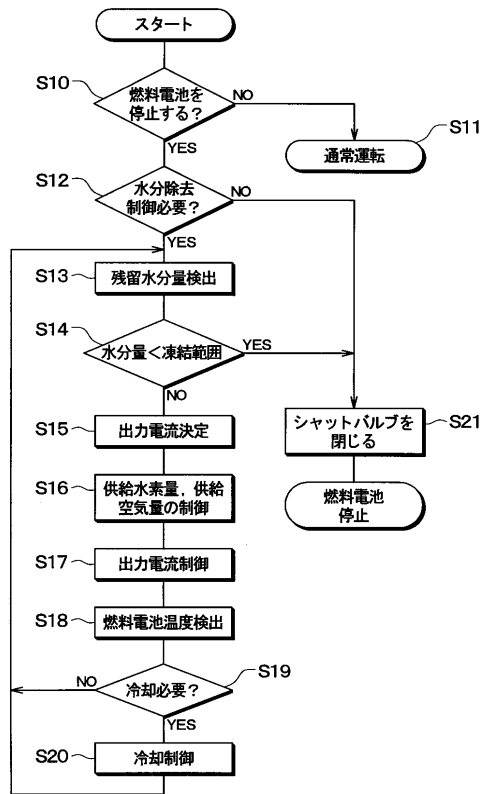 スタート
S10
燃料電池を
停止する?
NO
YES
S11
通常運転
S12
水分除去
制御必要?
NO
YES
S13
残留水分量検出
S14
水分量<凍結範囲
YES
NO
S15
出力電流決定
S21
シャットバルブを
閉じる
S16
供給水素量,供給
空気量の制御
燃料電池
停止
S17
出力電流制御
S18
燃料電池温度検出
S19
冷却必要?
NO
YES
S20
冷却制御